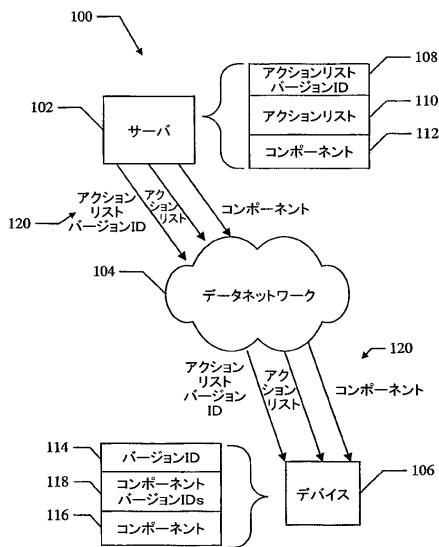 100
102
サーバ
アクションリスト
バージョンID
108
アクションリスト
110
コンポーネント
112
120
アクション
リスト
バージョンID
アク
ション
リスト
コンポーネント
104
データネットワーク
120
アクション
リスト
バージョン
ID
アク
ション
リスト
コンポーネント
114
バージョンID
118
コンポーネント
バージョンIDs
116
コンポーネント
デバイス
106